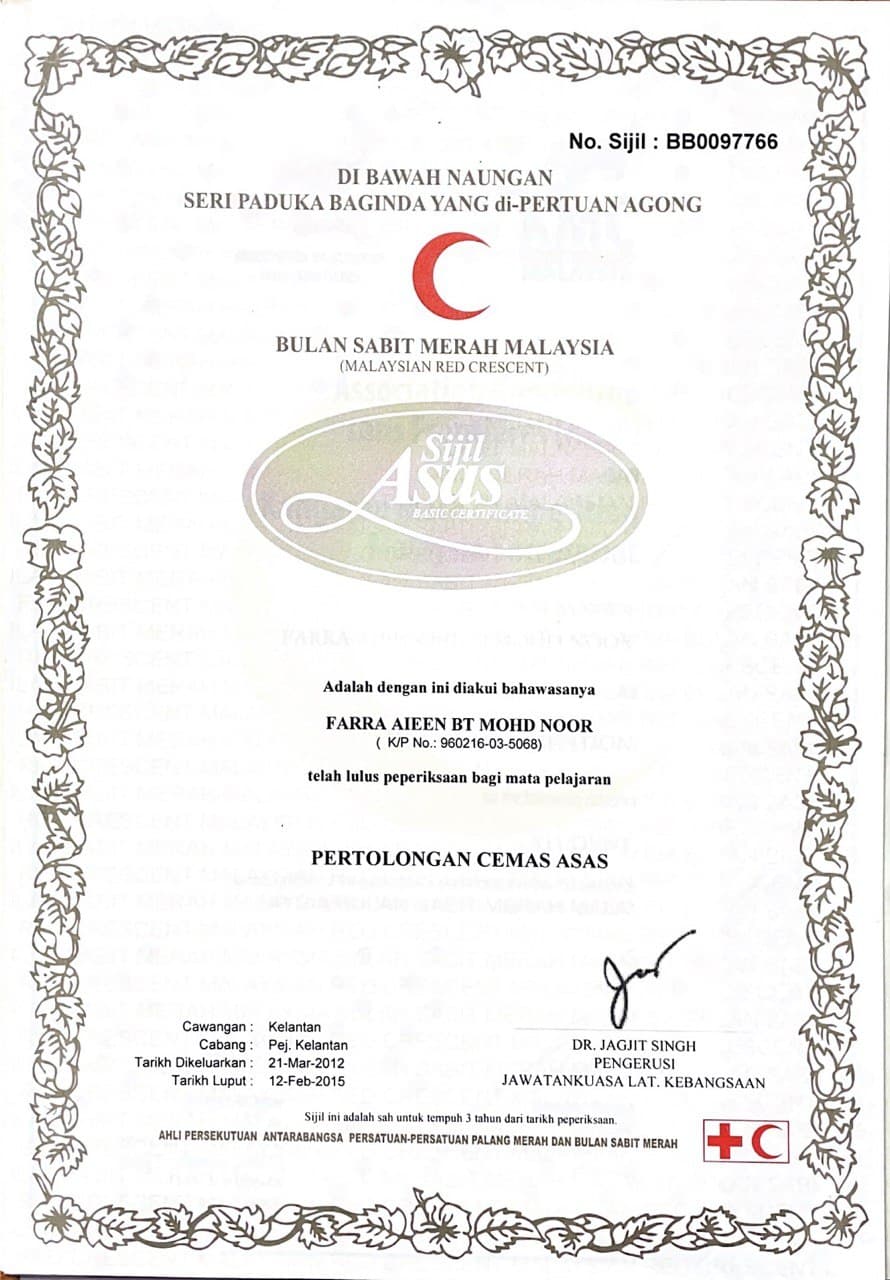 No. Sijil : BB0097766
DI BAWAH NAUNGAN
SERI PADUKA BAGINDA YANG di-PERTUAN AGONG
BULAN SABIT MERAH MALAYSIA
(MALAYSIAN RED CRESCENT)
Sijil
Asas
BASIC CERTIFICATE
Adalah dengan ini diakui bahawasanya
FARRA AIEEN BT MOHD NOOR
( K/P No.: 960216-03-5068)
telah lulus peperiksaan bagi mata pelajaran
PERTOLONGAN CEMAS ASAS
Cawangan : Kelantan
Cabang : Pej. Kelantan
Tarikh Dikeluarkan : 21-Mar-2012
Tarikh Luput : 12-Feb-2015
DR. JAGJIT SINGH
PENGERUSI
JAWATANKUASA LAT. KEBANGSAAN
Sijil ini adalah sah untuk tempuh 3 tahun dari tarikh peperiksaan.
AHLI PERSEKUTUAN ANTARABANGSA PERSATUAN-PERSATUAN PALANG MERAH DAN BULAN SABIT MERAH